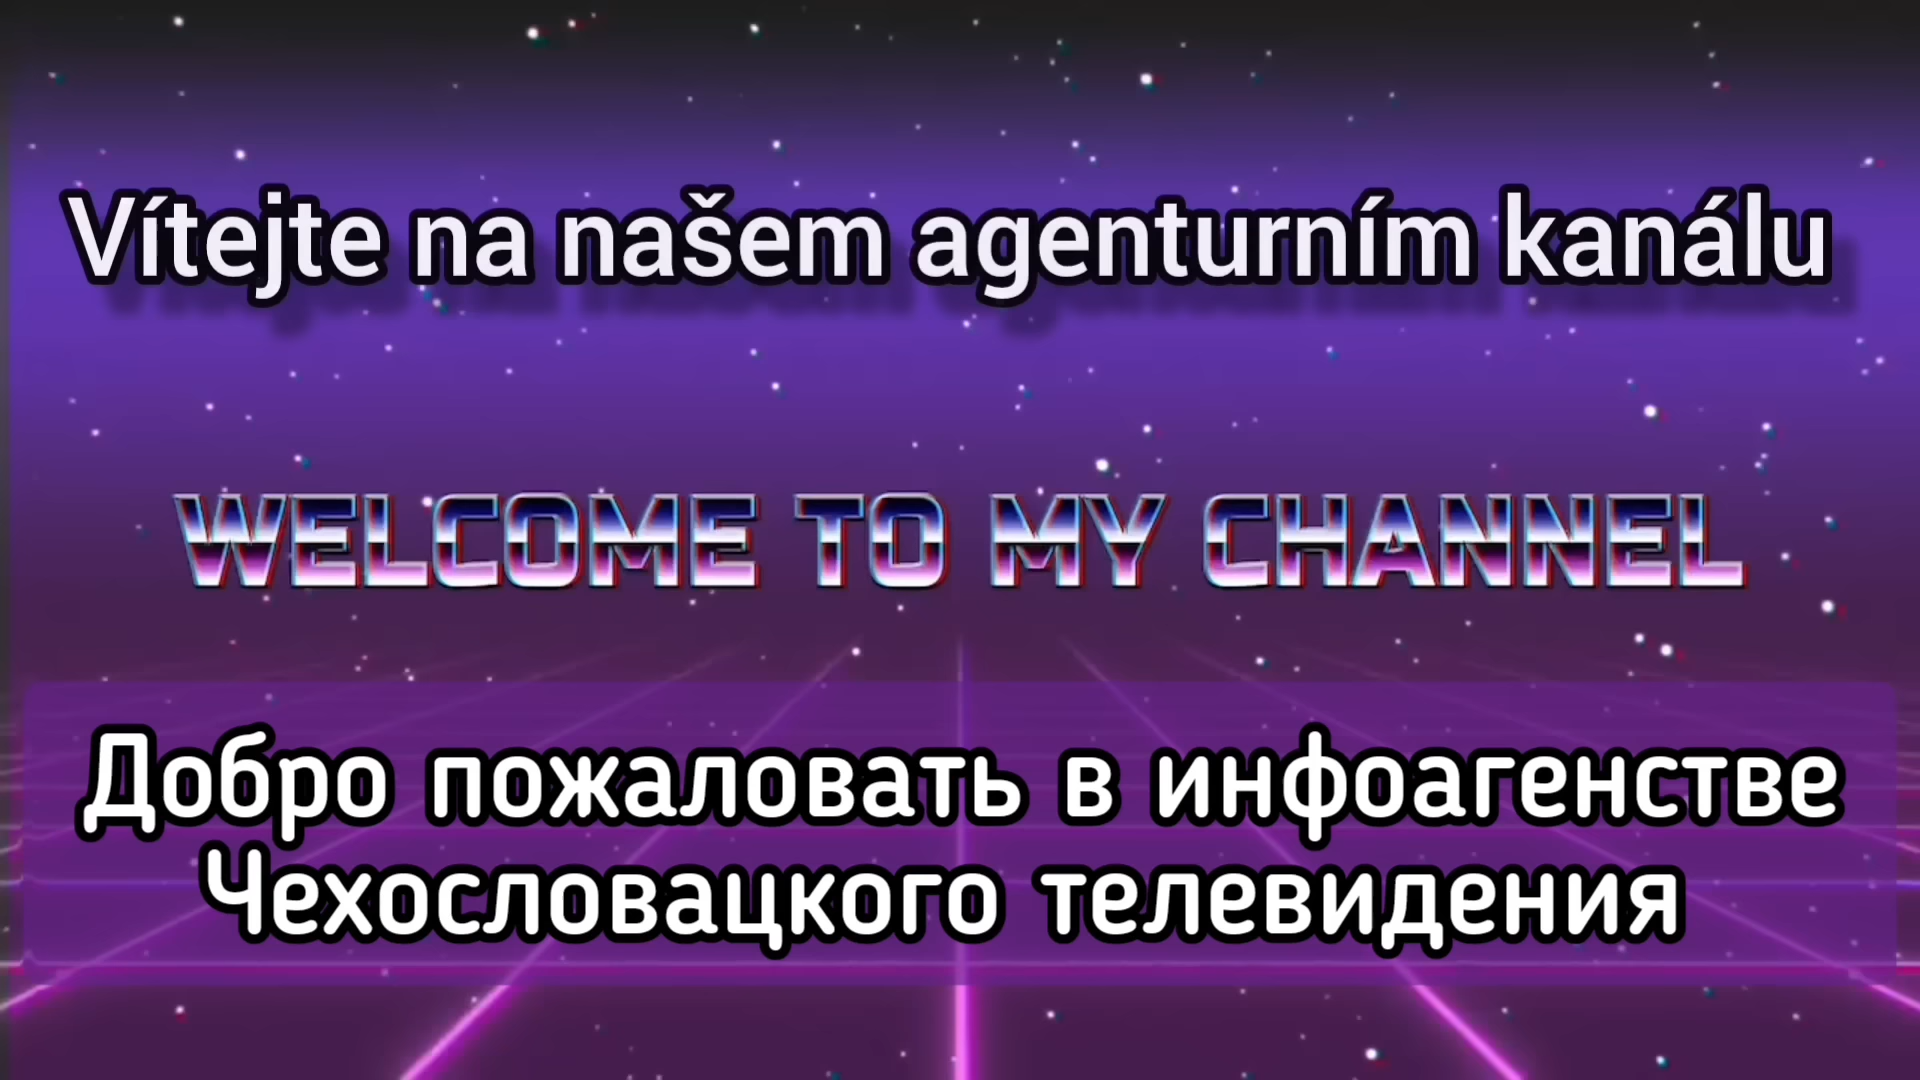 Vítejte na našem agenturním kanálu
WELCOME TO MY CHANNEL
Добро пожаловать в инфоагенстве
Чехословацкого телевидения